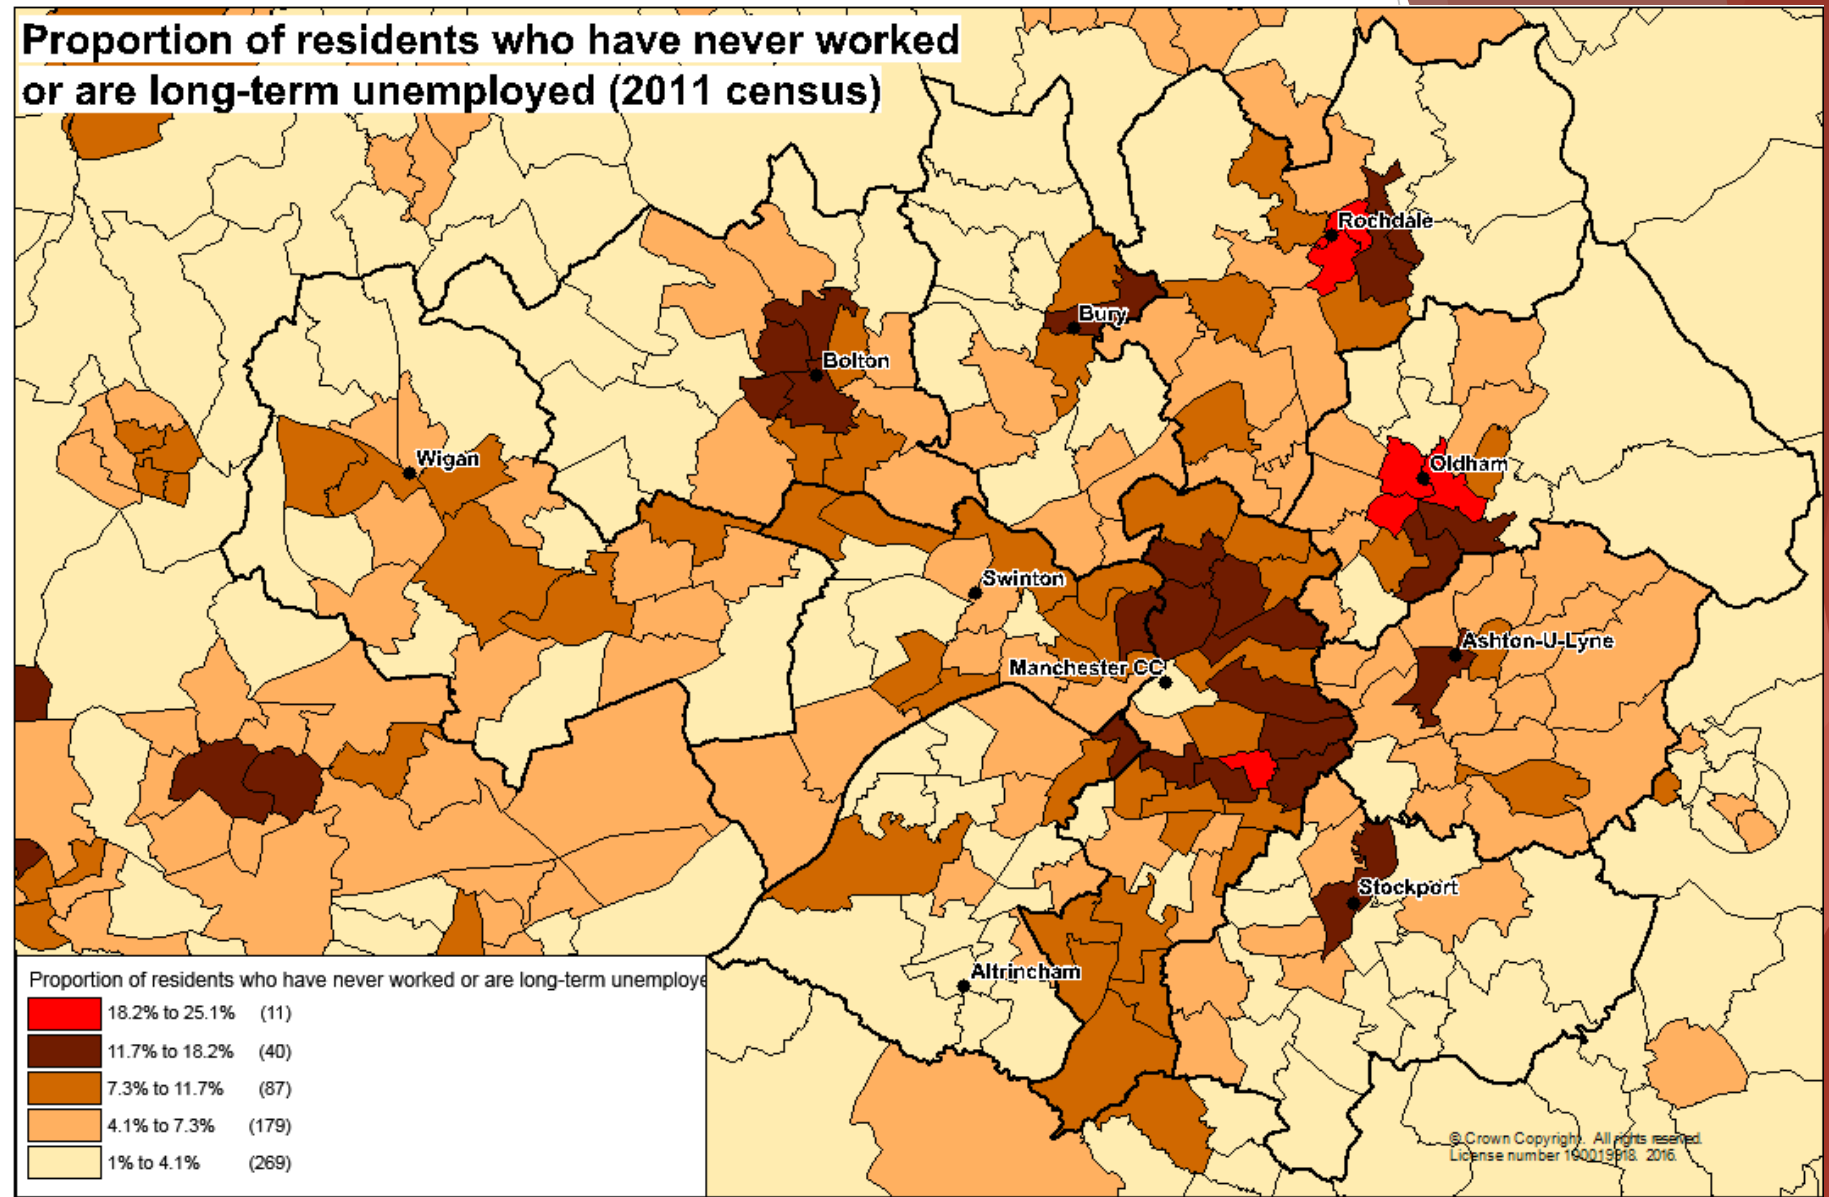 Proportion of residents who have never worked
or are long-term unemployed (2011 census)
Rochdale
Bury
Bolton
Wigan
Oldham
Swinton
Ashton-U-Lyne
Manchester CC
Stockport
Altrincham
Proportion of residents who have never worked or are long-term unemploye
18.2% to 25.1% (11)
11.7% to 18.2% (40)
7.3% to 11.7% (87)
4.1% to 7.3% (179)
1% to 4.1% (269)
© Crown Copyright. All rights reserved.
License number 100019918. 2016.